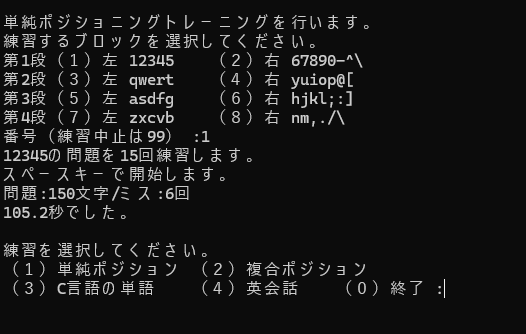 単純ポジショニングトレーニングを行います。
練習するブロックを選択してください。
第1段（１）左 12345　　（２）右 67890-^\
第2段（３）左 qwert　　（４）右 yuiop@[
第3段（５）左 asdfg　　（６）右 hjkl;:]
第4段（７）左 zxcvb　　（８）右 nm,./\
番号（練習中止は99） :1
12345の問題を15回練習します。
スペースキーで開始します。
問題:150文字/ミス:6回
105.2秒でした。
練習を選択してください。
（１）単純ポジション　（２）複合ポジション
（３）C言語の単語　　（４）英会話　　（０）終了 :